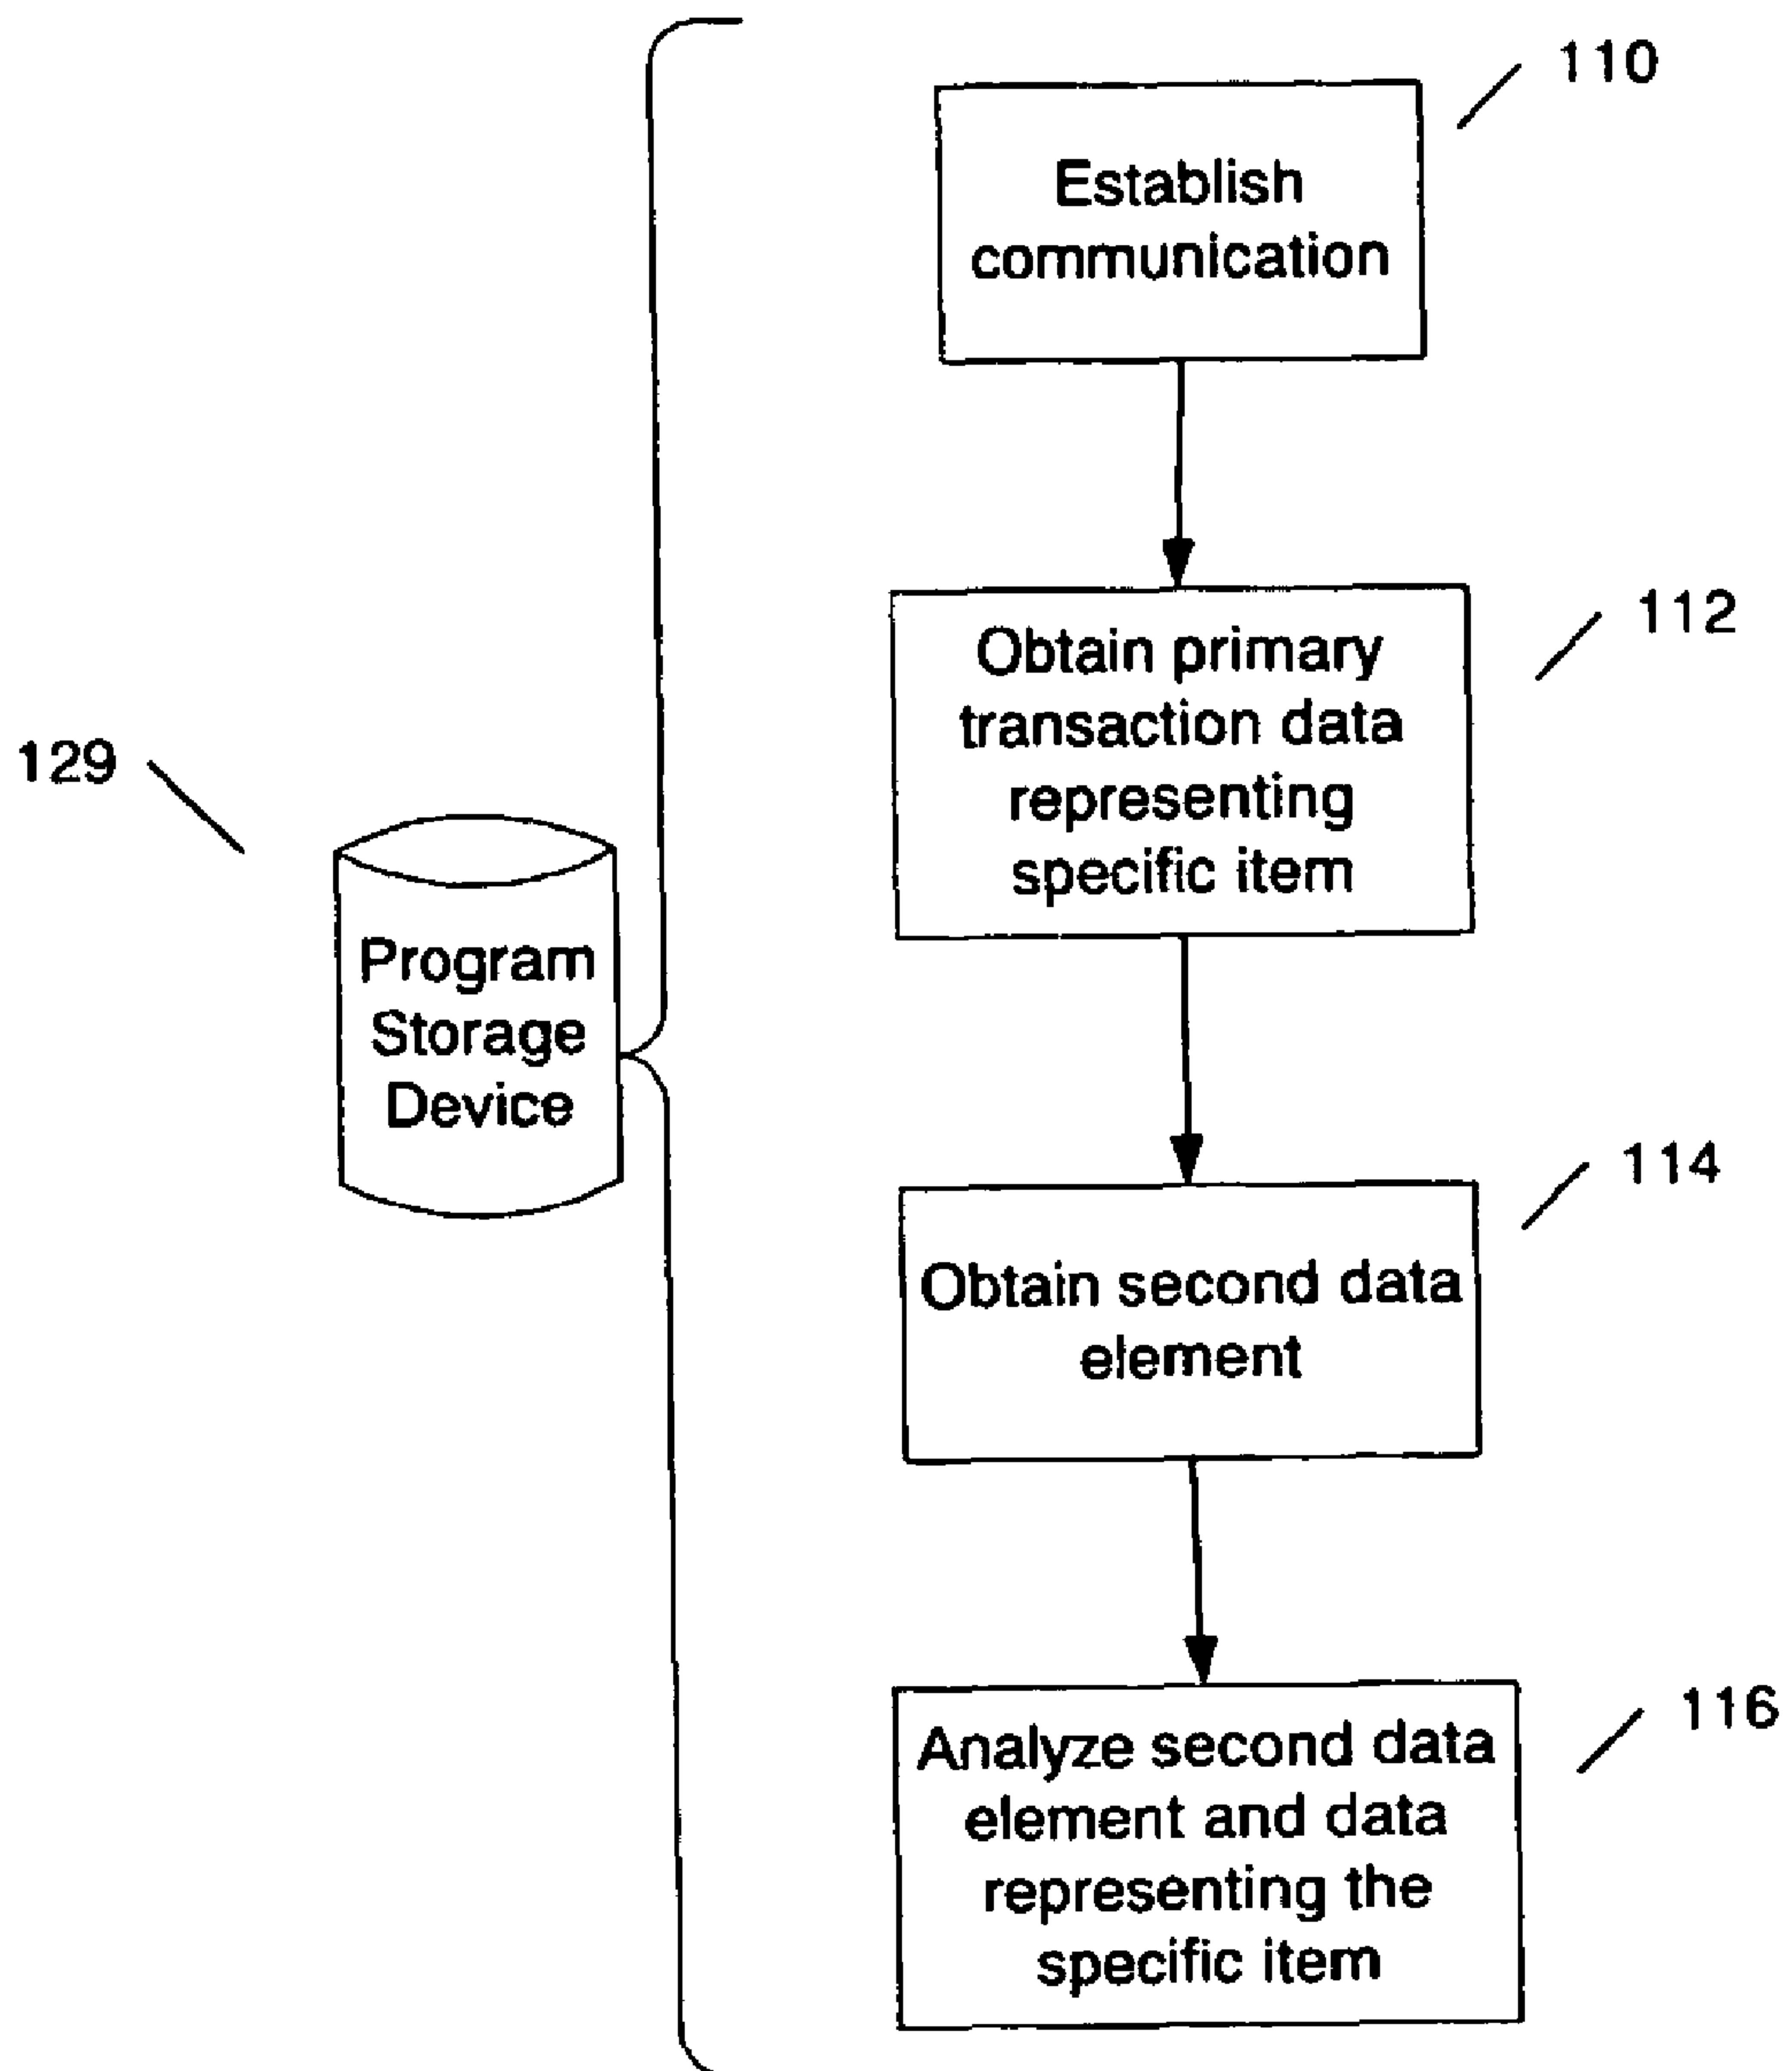 110
Establish
communication
112
Obtain primary
transaction data
representing
specific item
129
Program
Storage
Device
114
Obtain second data
element
116
Analyze second data
element and data
representing the
specific item